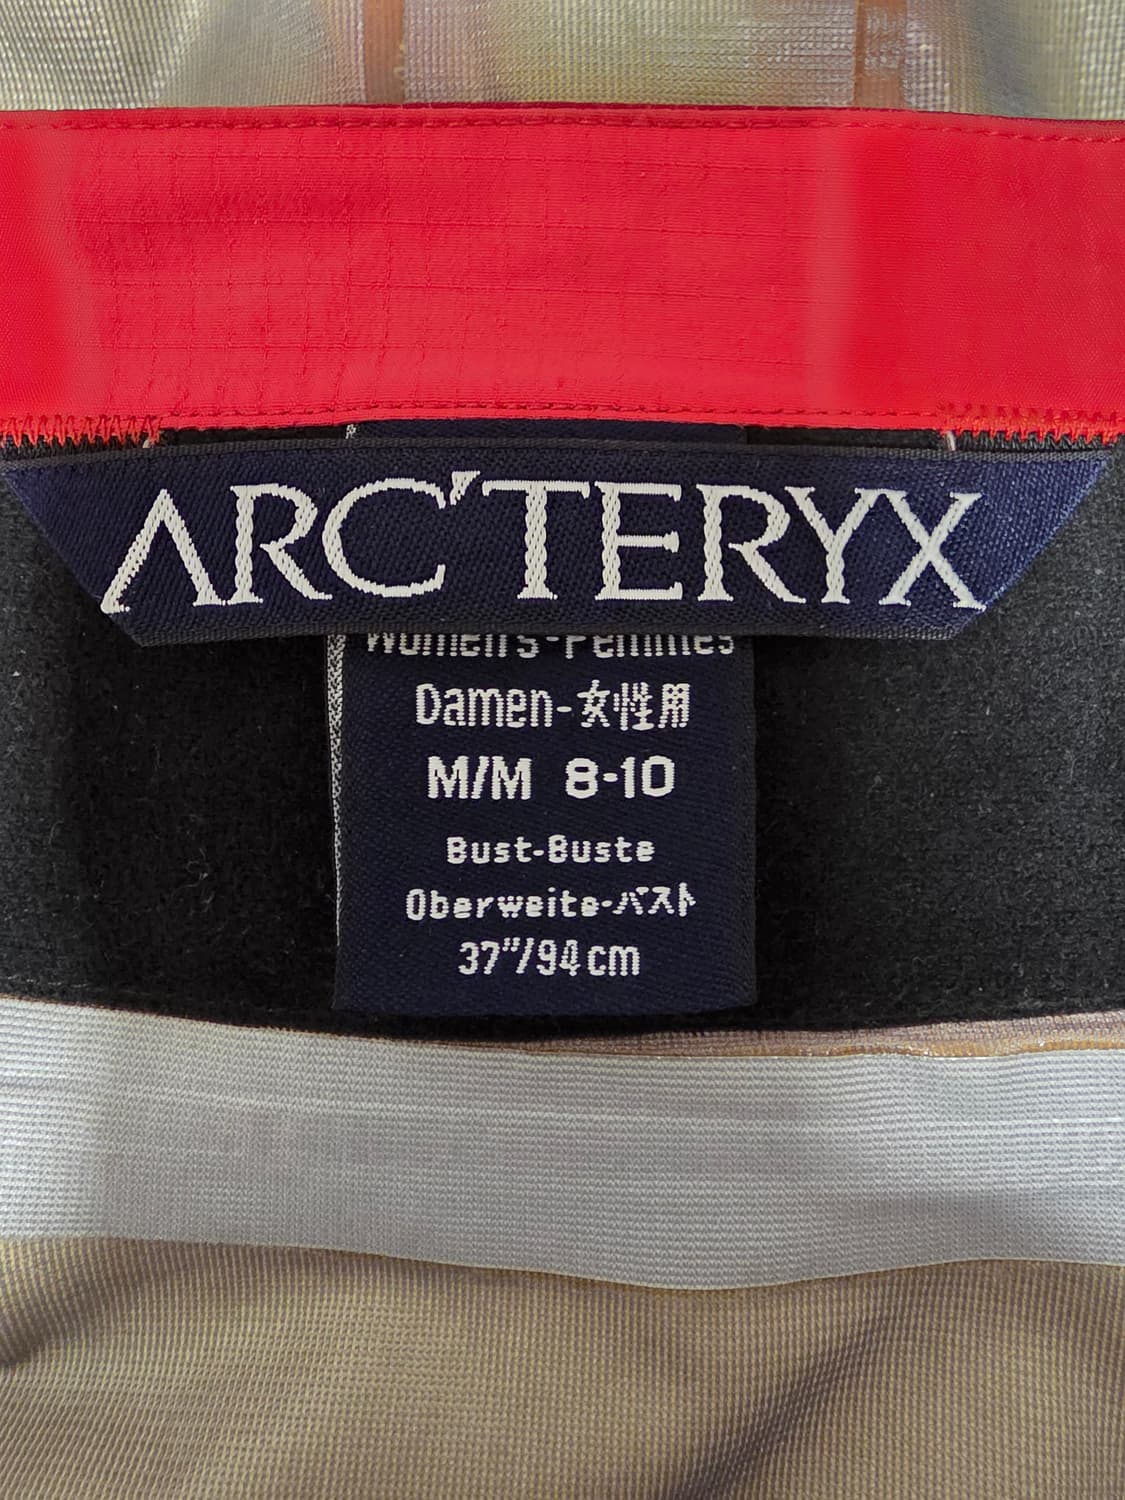 ARC'TERYX
Women's-Femmes
Damen-女性用
M/M 8-10
Bust-Buste
Oberweite-バスト
37"/94cm